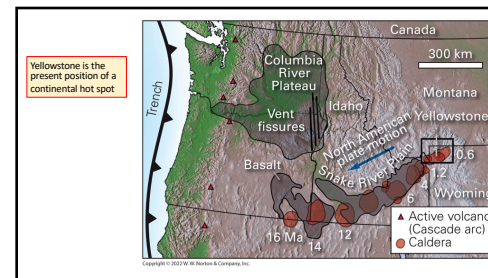 Yellowstone is the
present position of a
continental hot spot
Canada
300 km
Columbia
River
Plateau
Montana
Idaho
Yellowstone
Trench
Vent
fissures
North American
plate motion
Snake River Plain
Basalt
0.6
1.2
4
6
Wyoming
12
14
16 Ma
Active volcano
(Cascade arc)
Caldera
Copyright © 2022 W. W. Norton & Company, Inc.